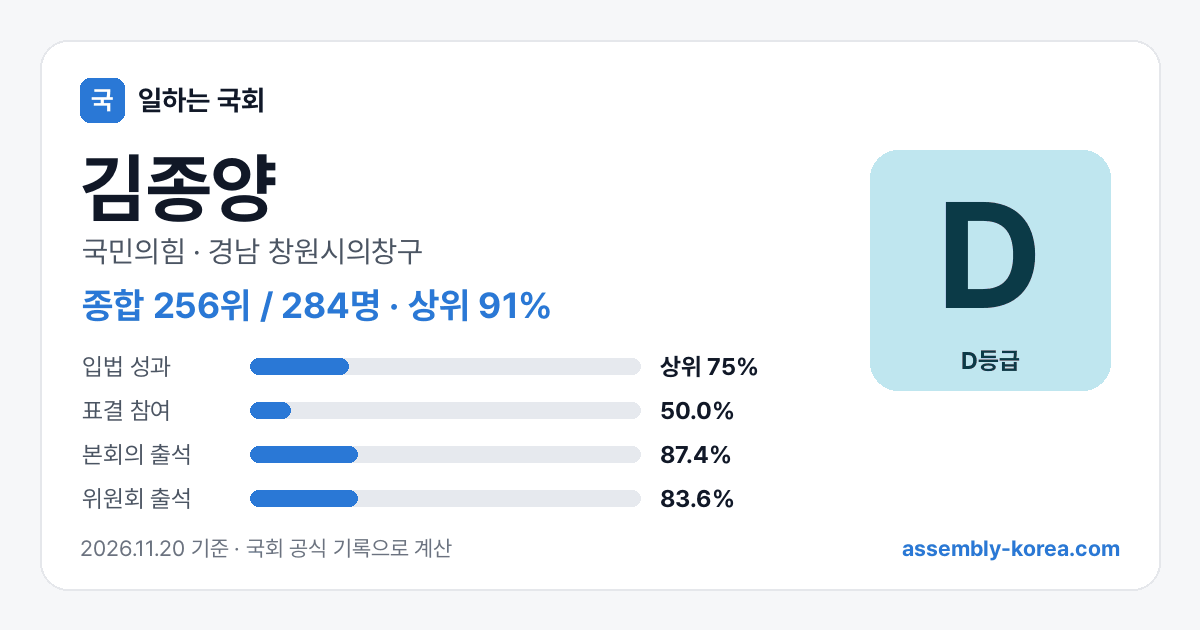 국 일하는 국회
김종양
국민의힘 · 경남 창원시의창구
종합 256위 / 284명 · 상위 91%
D
D등급
입법 성과 상위 75%
표결 참여 50.0%
본회의 출석 87.4%
위원회 출석 83.6%
2026.11.20 기준 · 국회 공식 기록으로 계산
assembly-korea.com